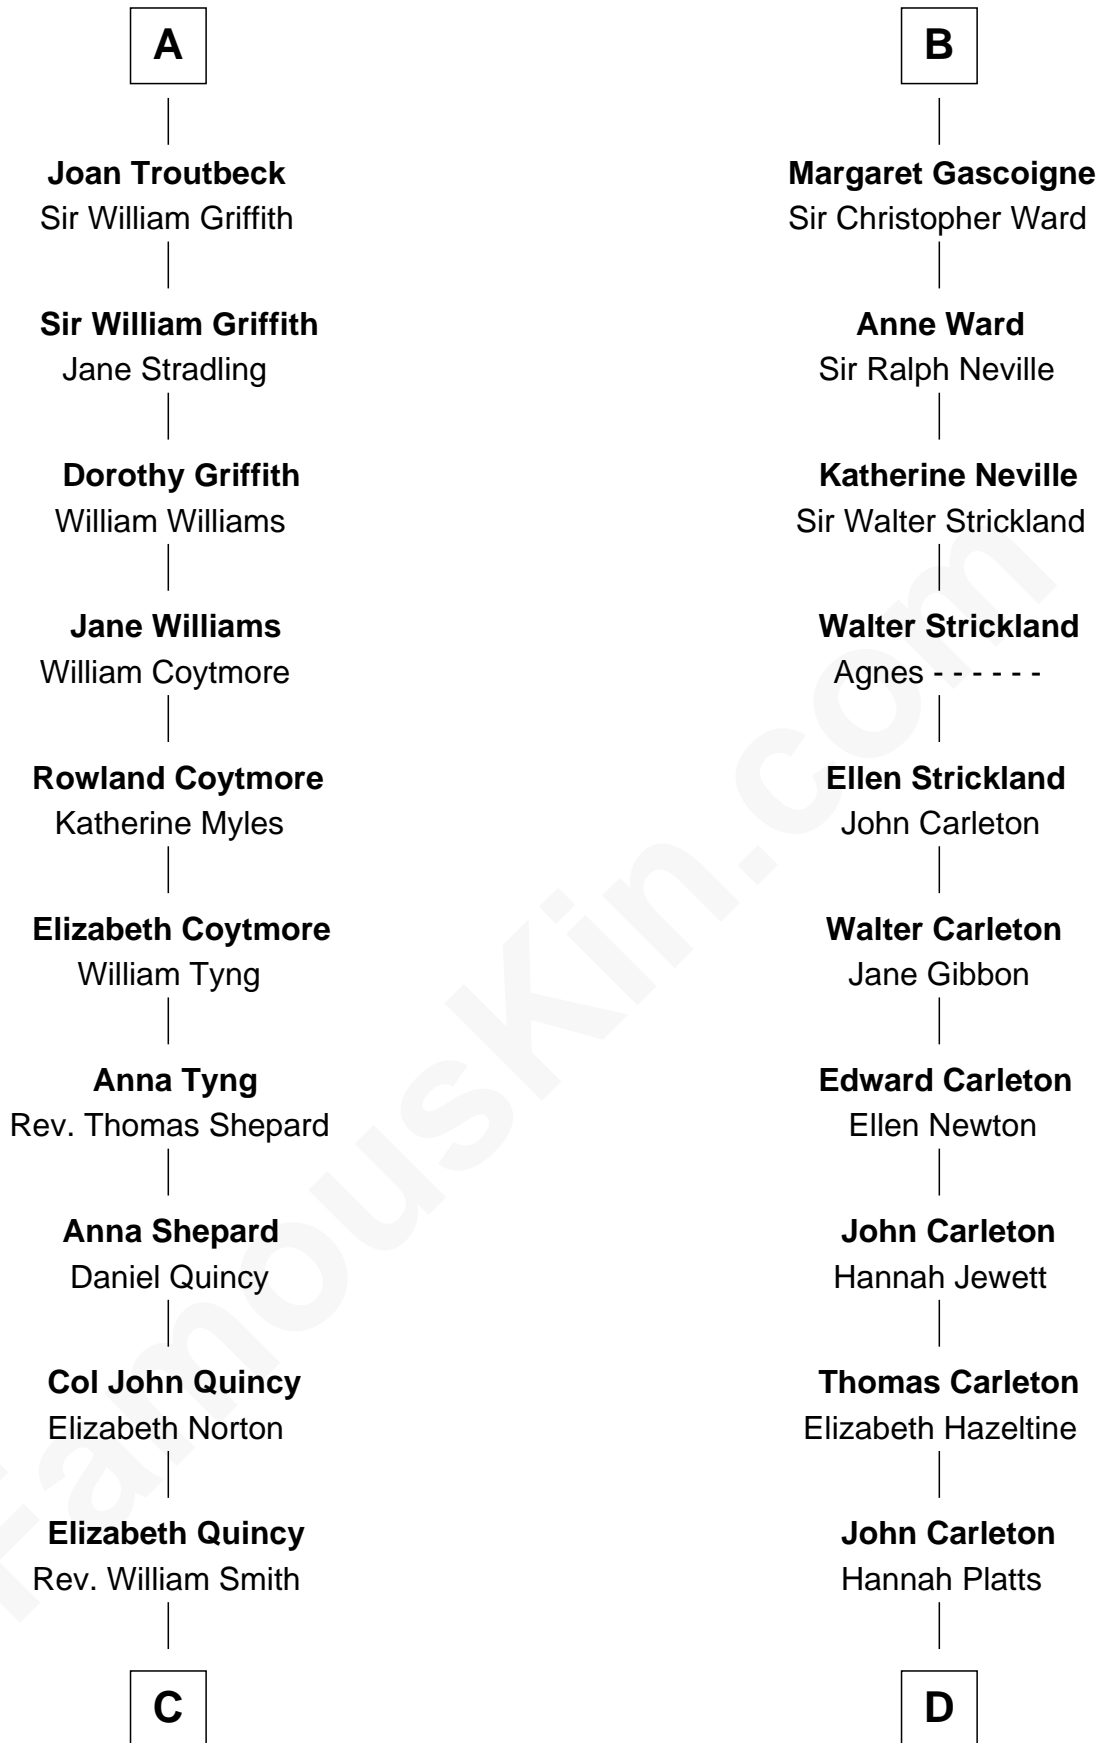 A
Joan Troutbeck
Sir William Griffith
Sir William Griffith
Jane Stradling
Dorothy Griffith
William Williams
Jane Williams
William Coytmore
Rowland Coytmore
Katherine Myles
Elizabeth Coytmore
William Tyng
Anna Tyng
Rev. Thomas Shepard
Anna Shepard
Daniel Quincy
Col John Quincy
Elizabeth Norton
Elizabeth Quincy
Rev. William Smith
C
B
Margaret Gascoigne
Sir Christopher Ward
Anne Ward
Sir Ralph Neville
Katherine Neville
Sir Walter Strickland
Walter Strickland
Agnes - - - - - -
Ellen Strickland
John Carleton
Walter Carleton
Jane Gibbon
Edward Carleton
Ellen Newton
John Carleton
Hannah Jewett
Thomas Carleton
Elizabeth Hazeltine
John Carleton
Hannah Platts
D
FamousKin.com